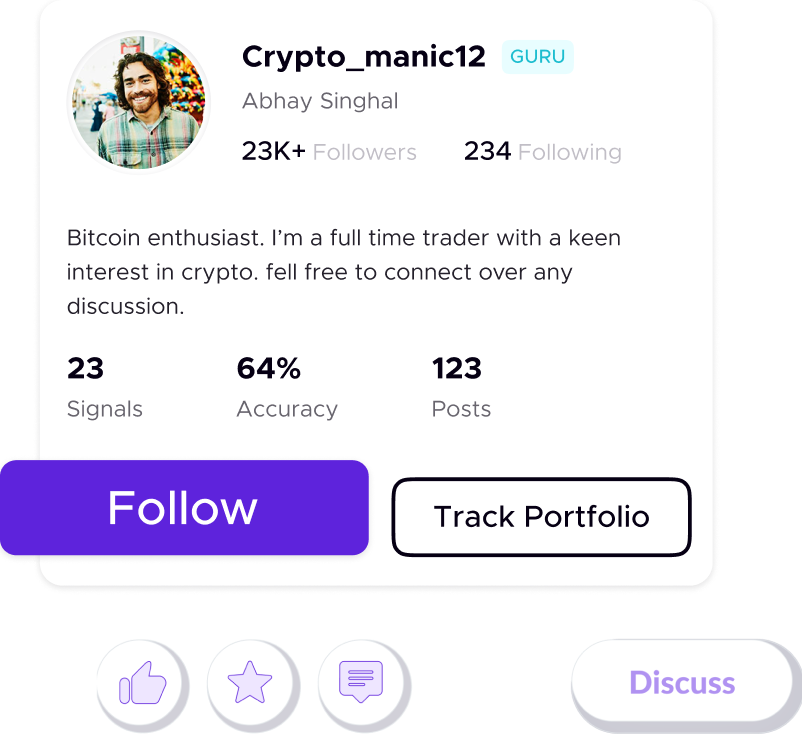 Crypto_manic12 GURU
Abhay Singhal
23K+ Followers 234 Following
Bitcoin enthusiast. I’m a full time trader with a keen
interest in crypto. fell free to connect over any
discussion.
23 64% 123
Signals Accuracy Posts
Follow Track Portfolio
Discuss